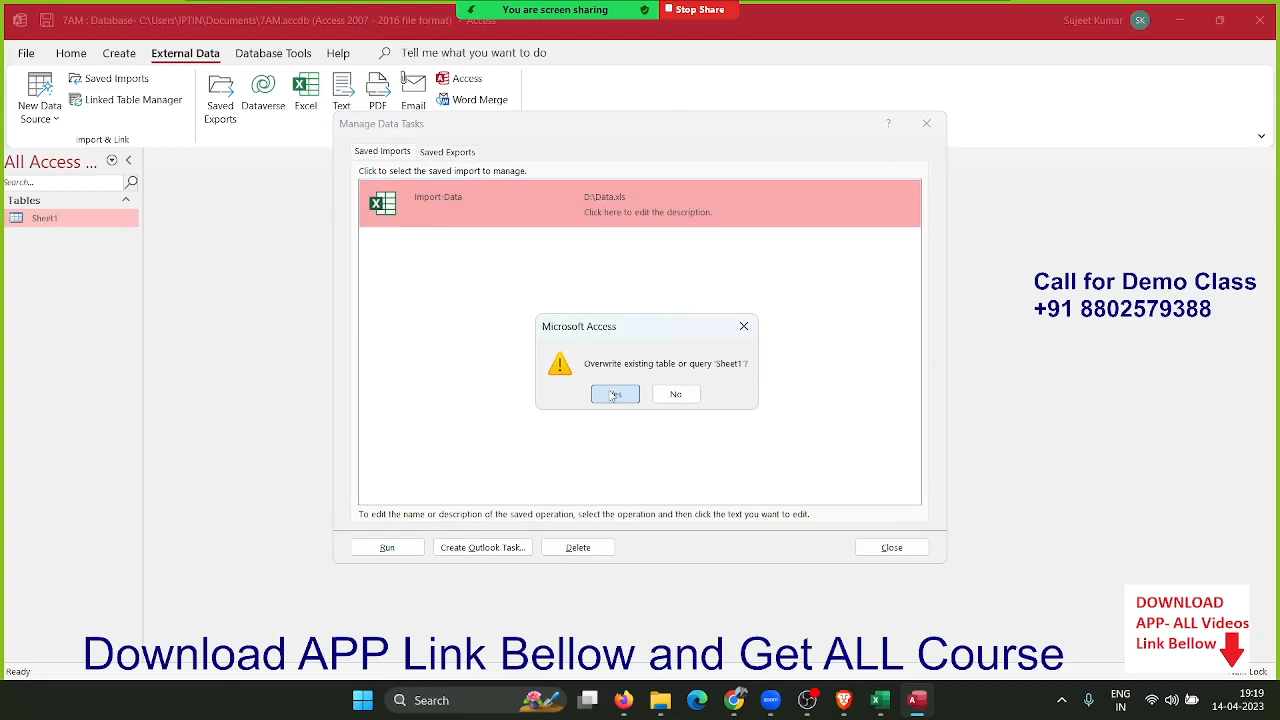 You are screen sharing
Stop Share
7AM : Database- C:\Users\IPTIN\Documents\7AM.accdb (Access 2007 - 2016 file format) - Access
Sujeet Kumar SK
File Home Create External Data Database Tools Help Tell me what you want to do
New Data Source
Saved Imports
Linked Table Manager
Import & Link
Saved Exports
Dataverse
Excel
Text
PDF
Email
Access
Word Merge
All Access ...
Search...
Tables
Sheet1
Manage Data Tasks
?
Saved Imports Saved Exports
Click to select the saved import to manage.
Import-Data D:\Data.xls
Click here to edit the description.
Microsoft Access
Overwrite existing table or query 'Sheet1'?
Yes No
To edit the name or description of the saved operation, select the operation and then click the text you want to edit.
Run Create Outlook Task... Delete Close
Call for Demo Class
+91 8802579388
DOWNLOAD
APP- ALL Videos
Link Bellow
Download APP Link Bellow and Get ALL Course
Ready
Num Lock
Search
zoom
ENG
IN
19:19
14-04-2023